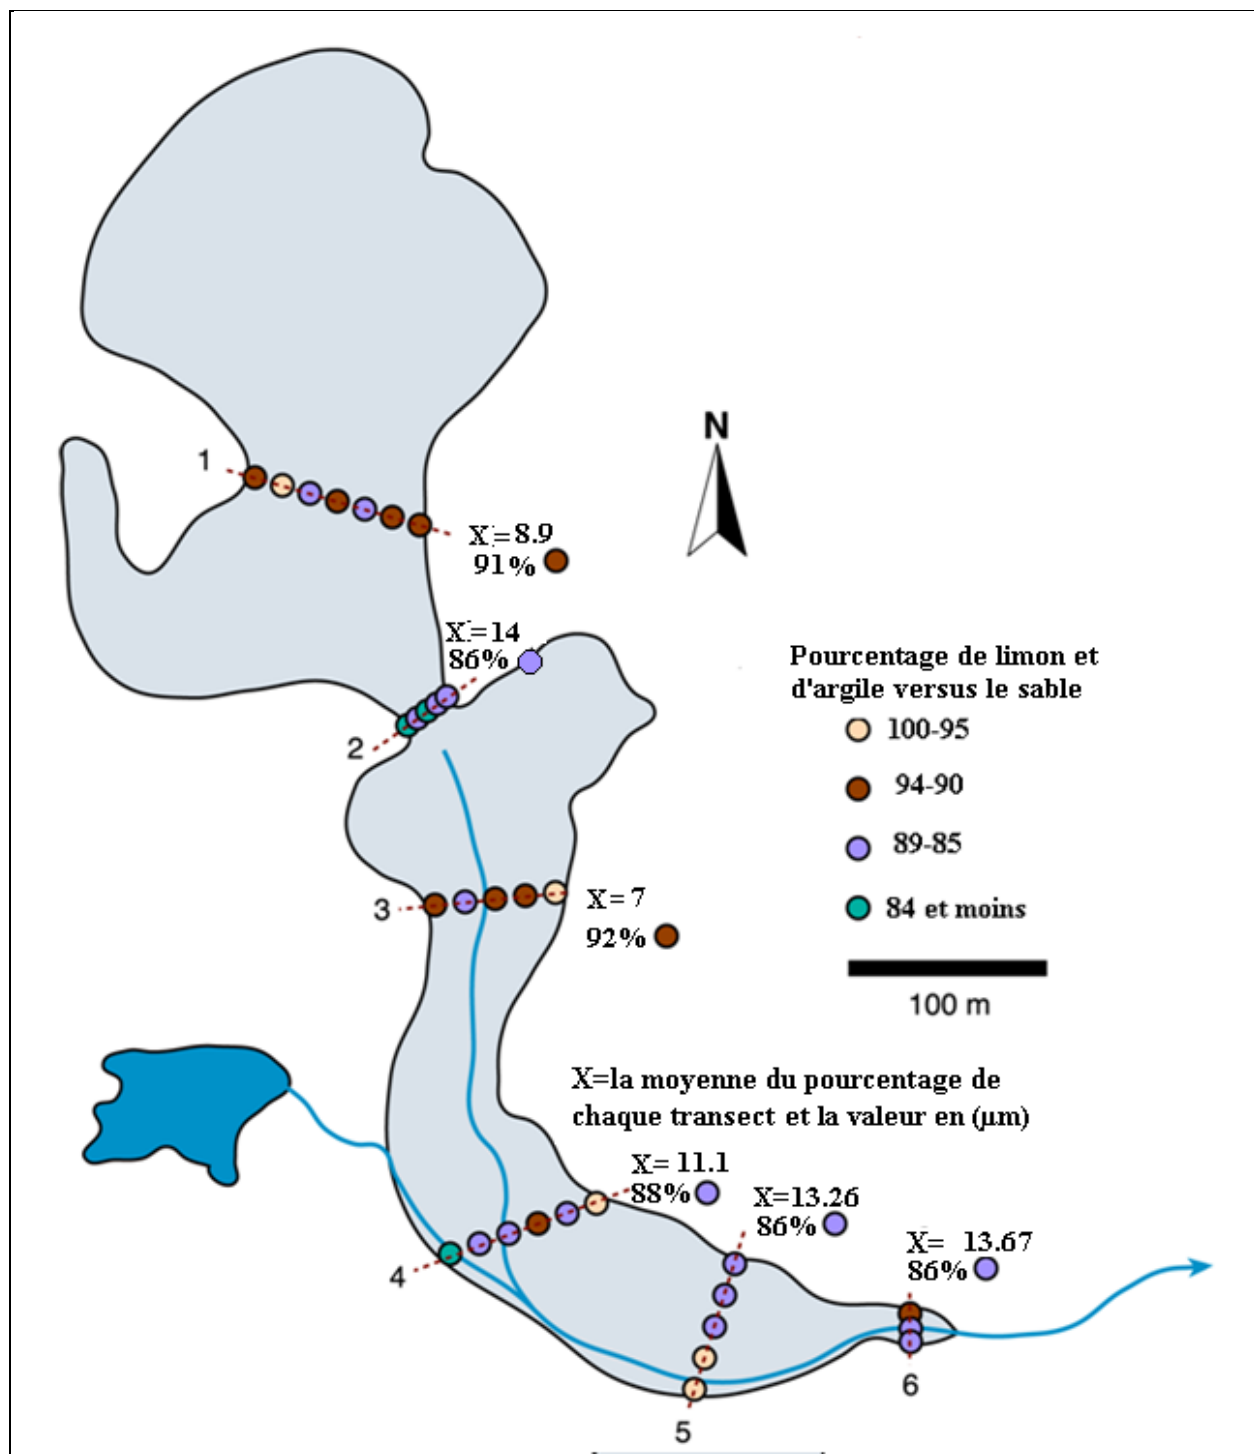 1
X=8.9
91%
N
X=14
86%
2
Pourcentage de limon et
d'argile versus le sable
100-95
94-90
89-85
84 et moins
100 m
3
X=7
92%
X=la moyenne du pourcentage de
chaque transect et la valeur en (µm)
X=11.1
88%
X=13.26
86%
X= 13.67
86%
4
5
6